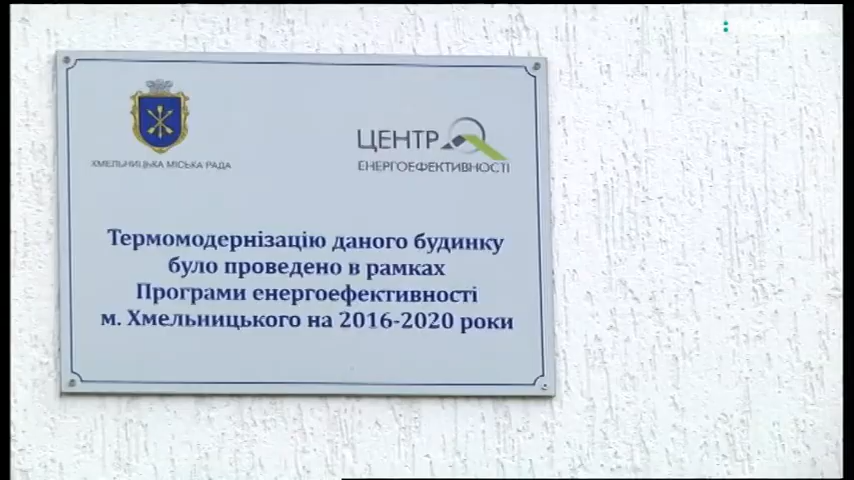 ХМЕЛЬНИЦЬКА МІСЬКА РАДА
ЦЕНТР
ЕНЕРГОЕФЕКТИВНОСТІ
Термомодернізацію даного будинку
було проведено в рамках
Програми енергоефективності
м. Хмельницького на 2016-2020 роки